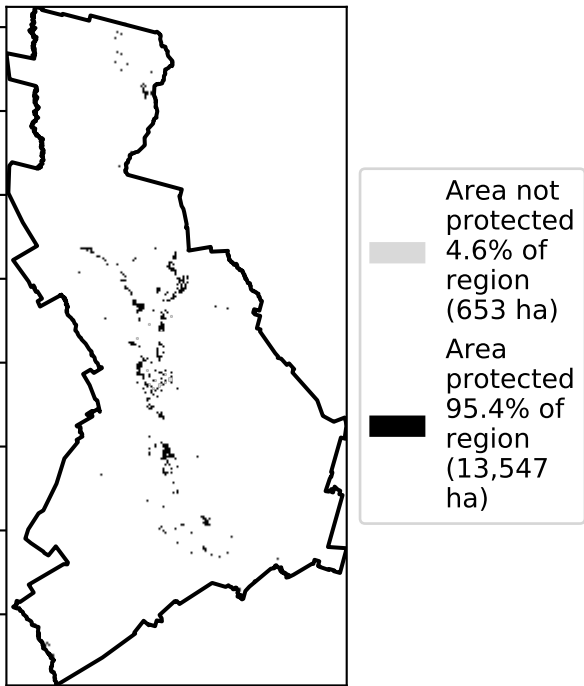 Area not
protected
4.6% of
region
(653 ha)
Area
protected
95.4% of
region
(13,547
ha)